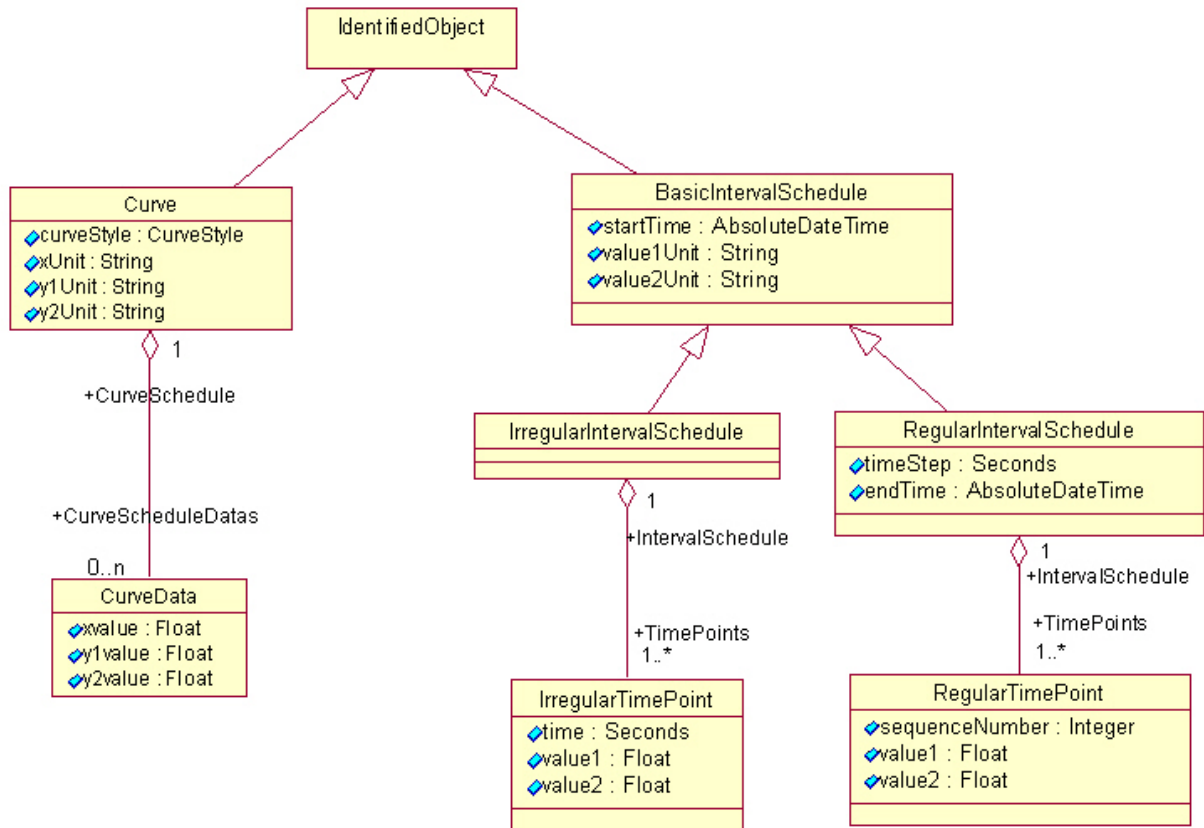 IdentifiedObject
Curve
curveStyle : CurveStyle
xUnit : String
y1Unit : String
y2Unit : String
BasicIntervalSchedule
startTime : AbsoluteDateTime
value1Unit : String
value2Unit : String
1
+CurveSchedule
+CurveScheduleDatas
0..n
CurveData
xvalue : Float
y1value : Float
y2value : Float
IrregularIntervalSchedule
1
+IntervalSchedule
+TimePoints
1..*
IrregularTimePoint
time : Seconds
value1 : Float
value2 : Float
RegularIntervalSchedule
timeStep : Seconds
endTime : AbsoluteDateTime
1
+IntervalSchedule
+TimePoints
1..*
RegularTimePoint
sequenceNumber : Integer
value1 : Float
value2 : Float